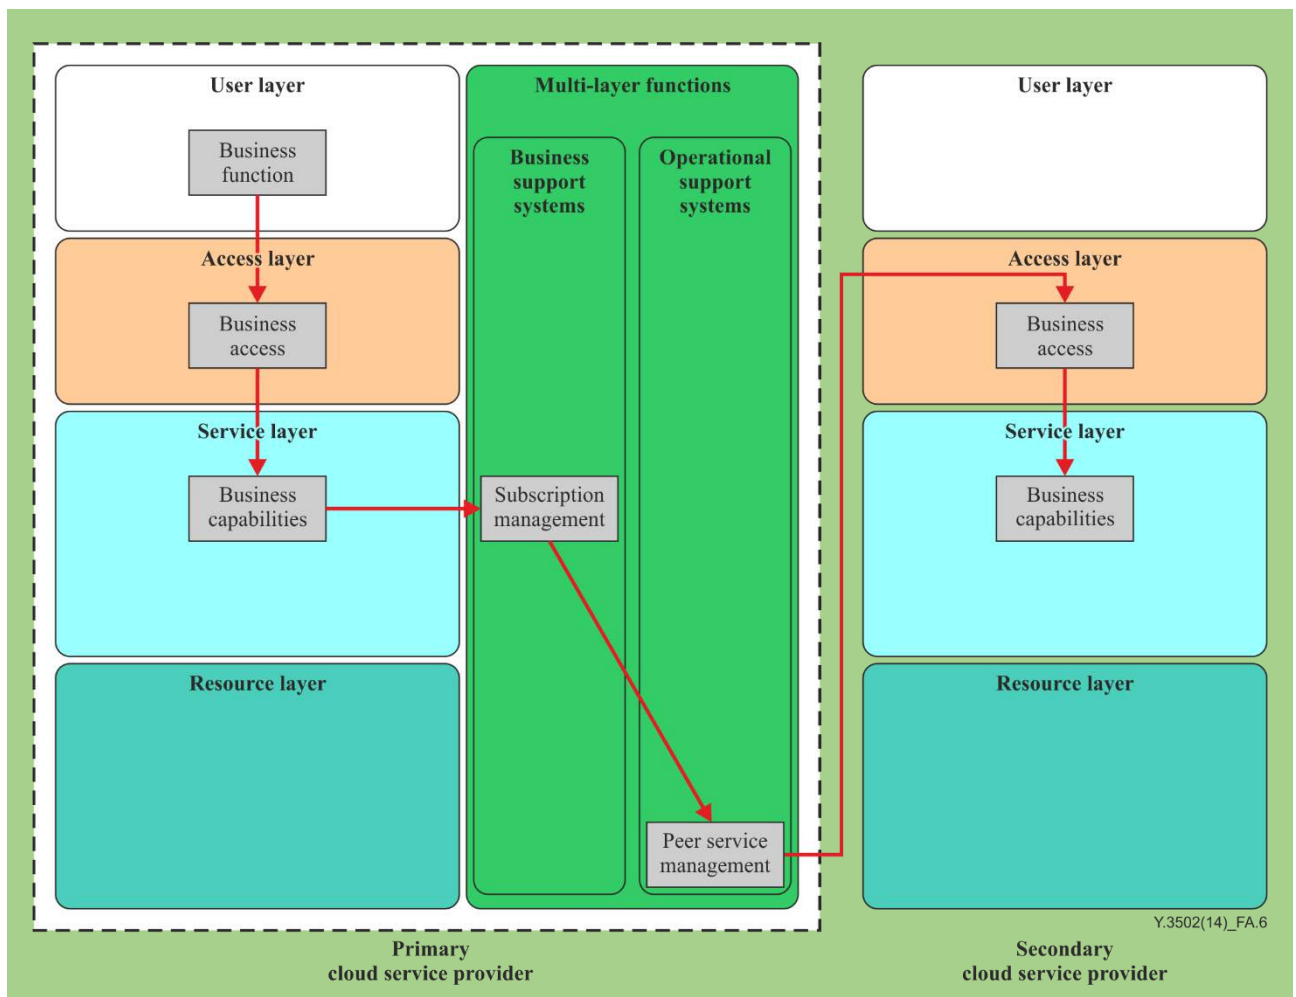 User layer
Business
function
Access layer
Business
access
Service layer
Business
capabilities
Resource layer
Multi-layer functions
Business
support
systems
Subscription
management
Operational
support
systems
Peer service
management
Primary
cloud service provider
User layer
Access layer
Business
access
Service layer
Business
capabilities
Resource layer
Y.3502(14)_FA.6
Secondary
cloud service provider